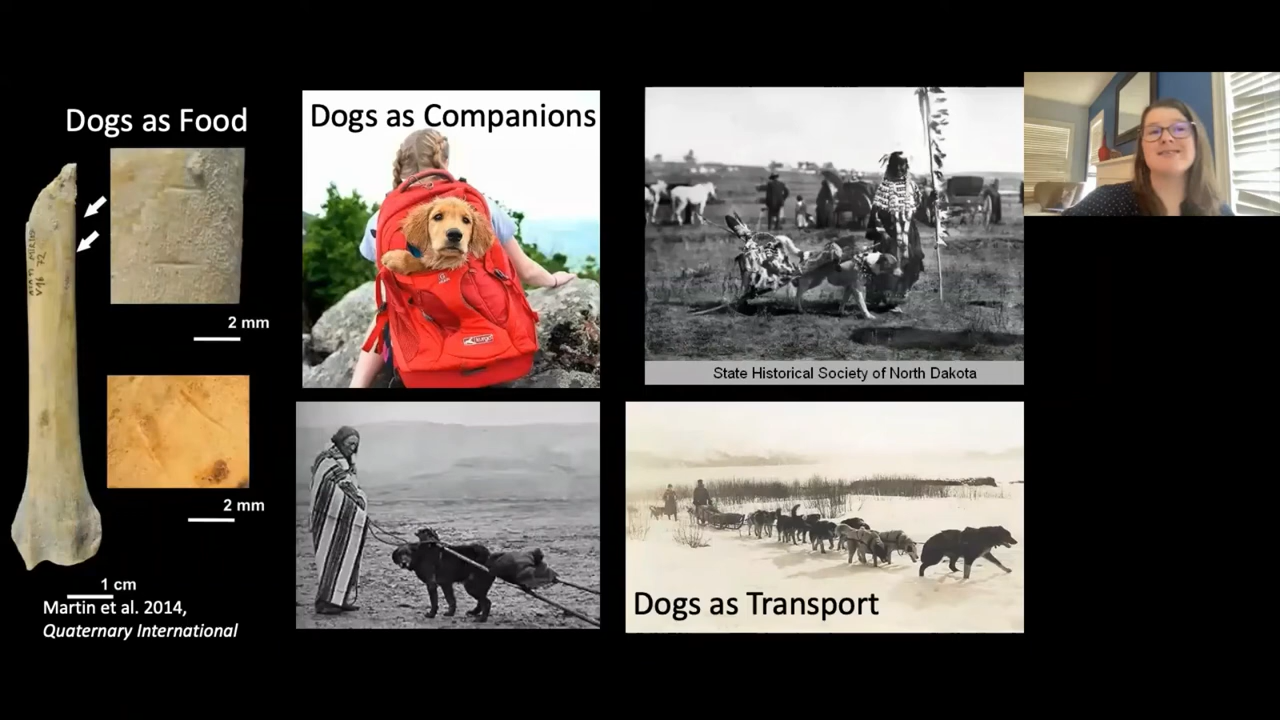 Dogs as Food
2 mm
2 mm
1 cm
Martin et al. 2014,
Quaternary International
Dogs as Companions
State Historical Society of North Dakota
Dogs as Transport